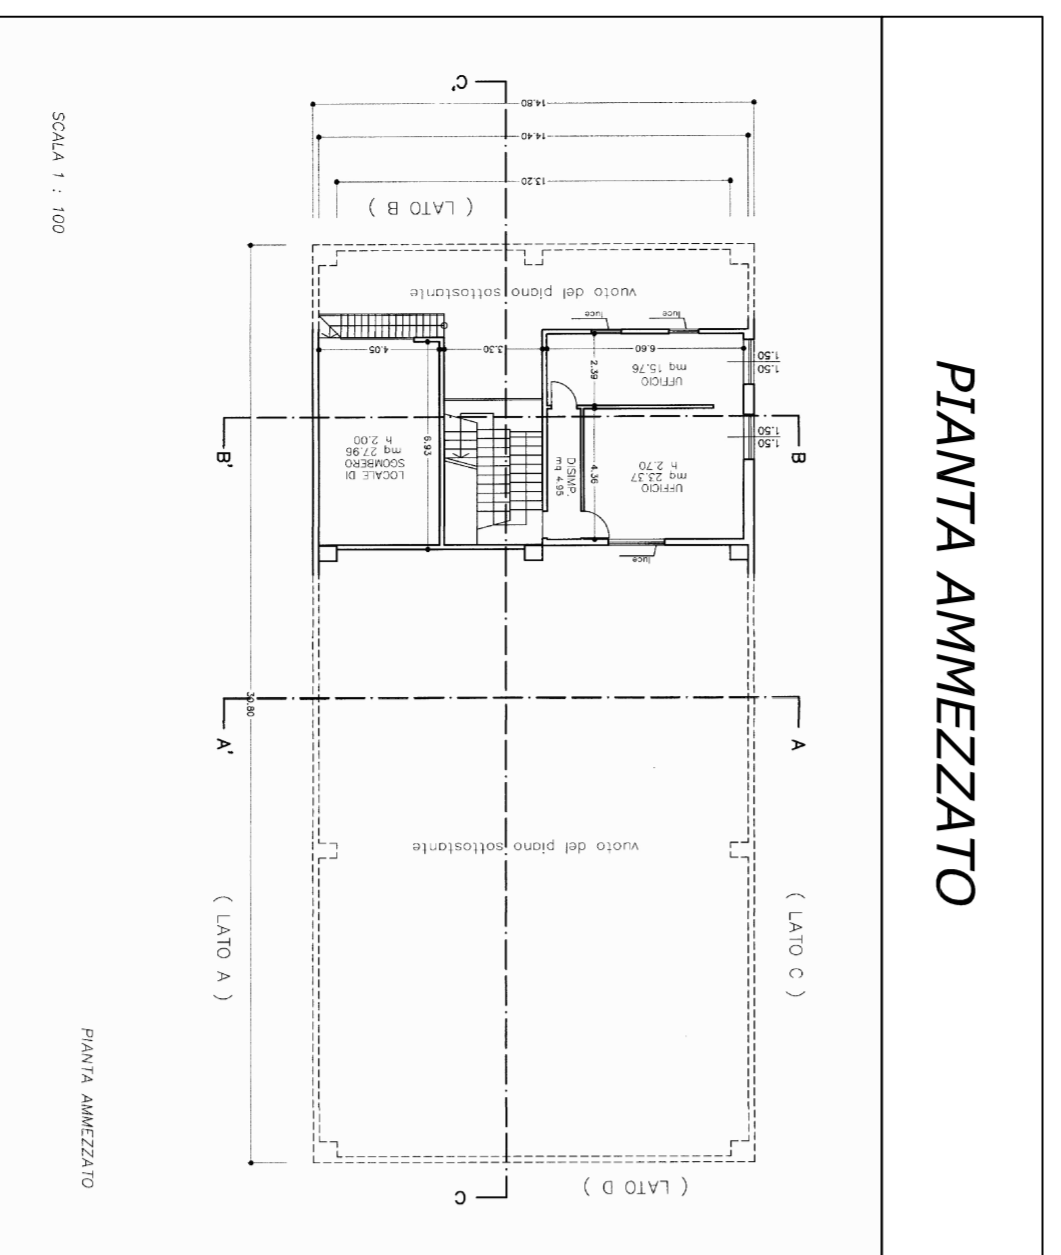 PIANTA AMMEZZATO
SCALA 1 : 100
C'
14.80
14.40
13.20
( LATO B )
vuoto del piano sottostante
luce
luce
4.05
3.30
6.60
1.50
1.50
UFFICIO
mq 15.76
2.39
B'
B
1.50
1.50
LOCALE DI
SGOMBERO
mq 27.96
h 2.00
6.93
DISIMP.
mq 4.95
4.36
UFFICIO
mq 23.37
h 2.70
luce
30.80
A'
A
vuoto del piano sottostante
( LATO A )
( LATO C )
C
( LATO D )
PIANTA AMMEZZATO